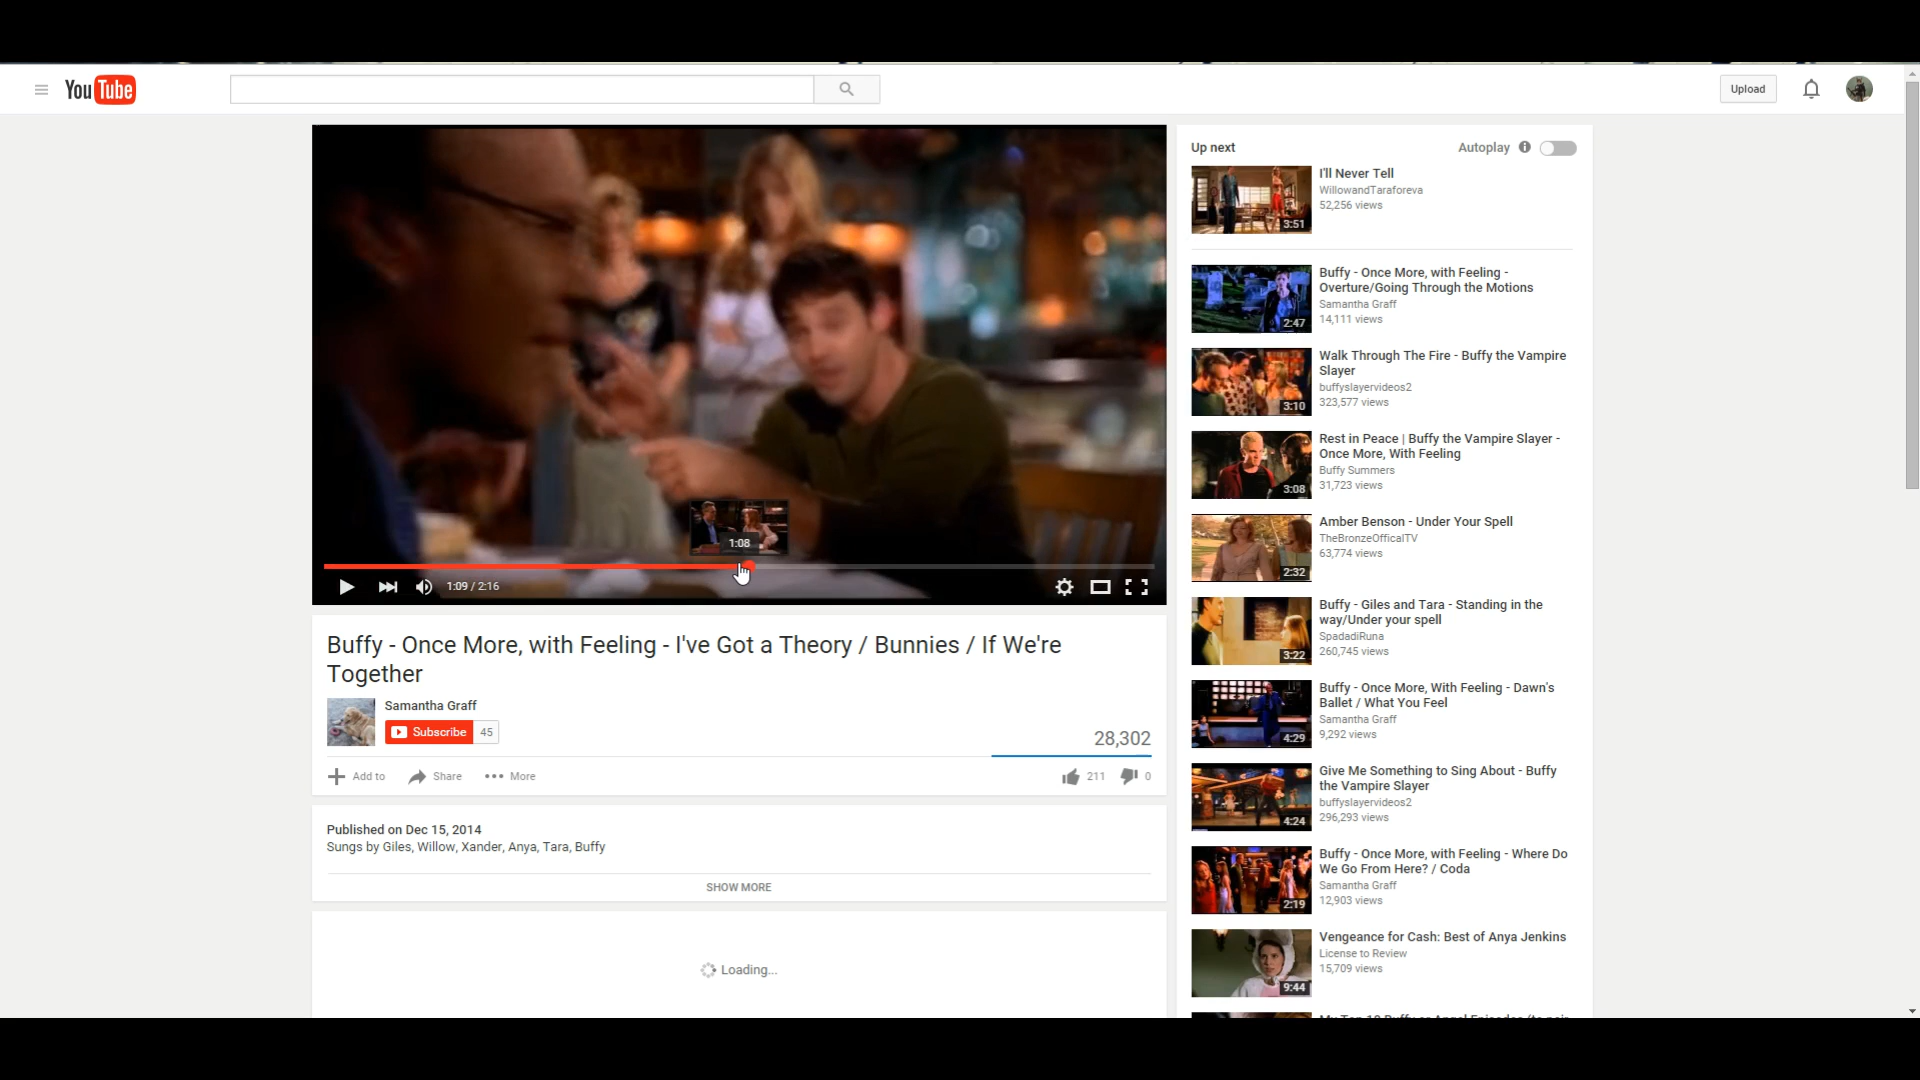 YouTube
Upload
1:08
1:09 / 2:16
Buffy - Once More, with Feeling - I've Got a Theory / Bunnies / If We're
Together
Samantha Graff
Subscribe 45
28,302
Add to Share More 211 0
Published on Dec 15, 2014
Sungs by Giles, Willow, Xander, Anya, Tara, Buffy
SHOW MORE
Loading...
Up next Autoplay
I'll Never Tell
WillowandTaraforeva
52,256 views
3:51
Buffy - Once More, with Feeling -
Overture/Going Through the Motions
Samantha Graff
14,111 views
2:47
Walk Through The Fire - Buffy the Vampire
Slayer
buffyslayervideos2
323,577 views
3:10
Rest in Peace | Buffy the Vampire Slayer -
Once More, With Feeling
Buffy Summers
31,723 views
3:08
Amber Benson - Under Your Spell
TheBronzeOfficalTV
63,774 views
2:32
Buffy - Giles and Tara - Standing in the
way/Under your spell
SpadadiRuna
260,745 views
3:22
Buffy - Once More, With Feeling - Dawn's
Ballet / What You Feel
Samantha Graff
9,292 views
4:29
Give Me Something to Sing About - Buffy
the Vampire Slayer
buffyslayervideos2
296,293 views
4:24
Buffy - Once More, with Feeling - Where Do
We Go From Here? / Coda
Samantha Graff
12,903 views
2:19
Vengeance for Cash: Best of Anya Jenkins
License to Review
15,709 views
9:44